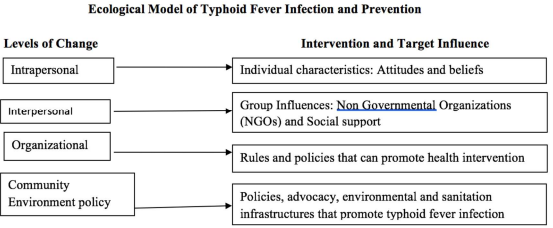 Ecological Model of Typhoid Fever Infection and Prevention
Levels of Change
Intervention and Target Influence
Intrapersonal
Individual characteristics: Attitudes and beliefs
Interpersonal
Group Influences: Non Governmental Organizations
(NGOs) and Social support
Organizational
Rules and policies that can promote health intervention
Community
Environment policy
Policies, advocacy, environmental and sanitation
infrastructures that promote typhoid fever infection